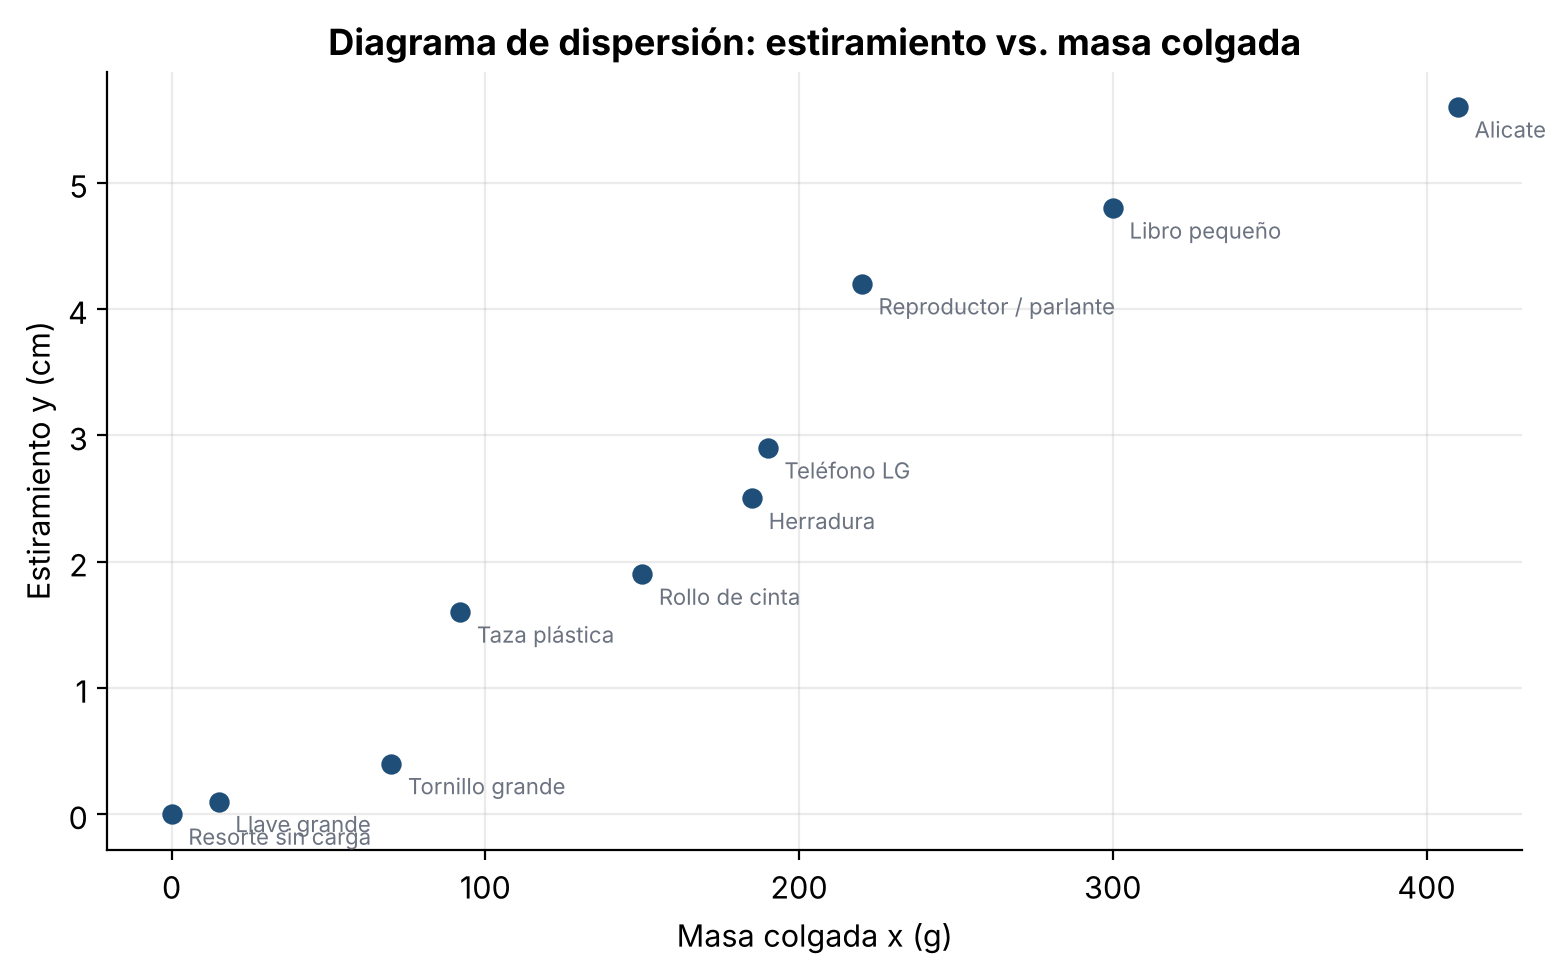 Diagrama de dispersión: estiramiento vs. masa colgada
Alicate
5
Libro pequeño
4
Reproductor / parlante
Estiramiento y (cm)
3
Teléfono LG
Herradura
2
Rollo de cinta
Taza plástica
1
Tornillo grande
0
Llave grande
Resorte sin carga
0 100 200 300 400
Masa colgada x (g)